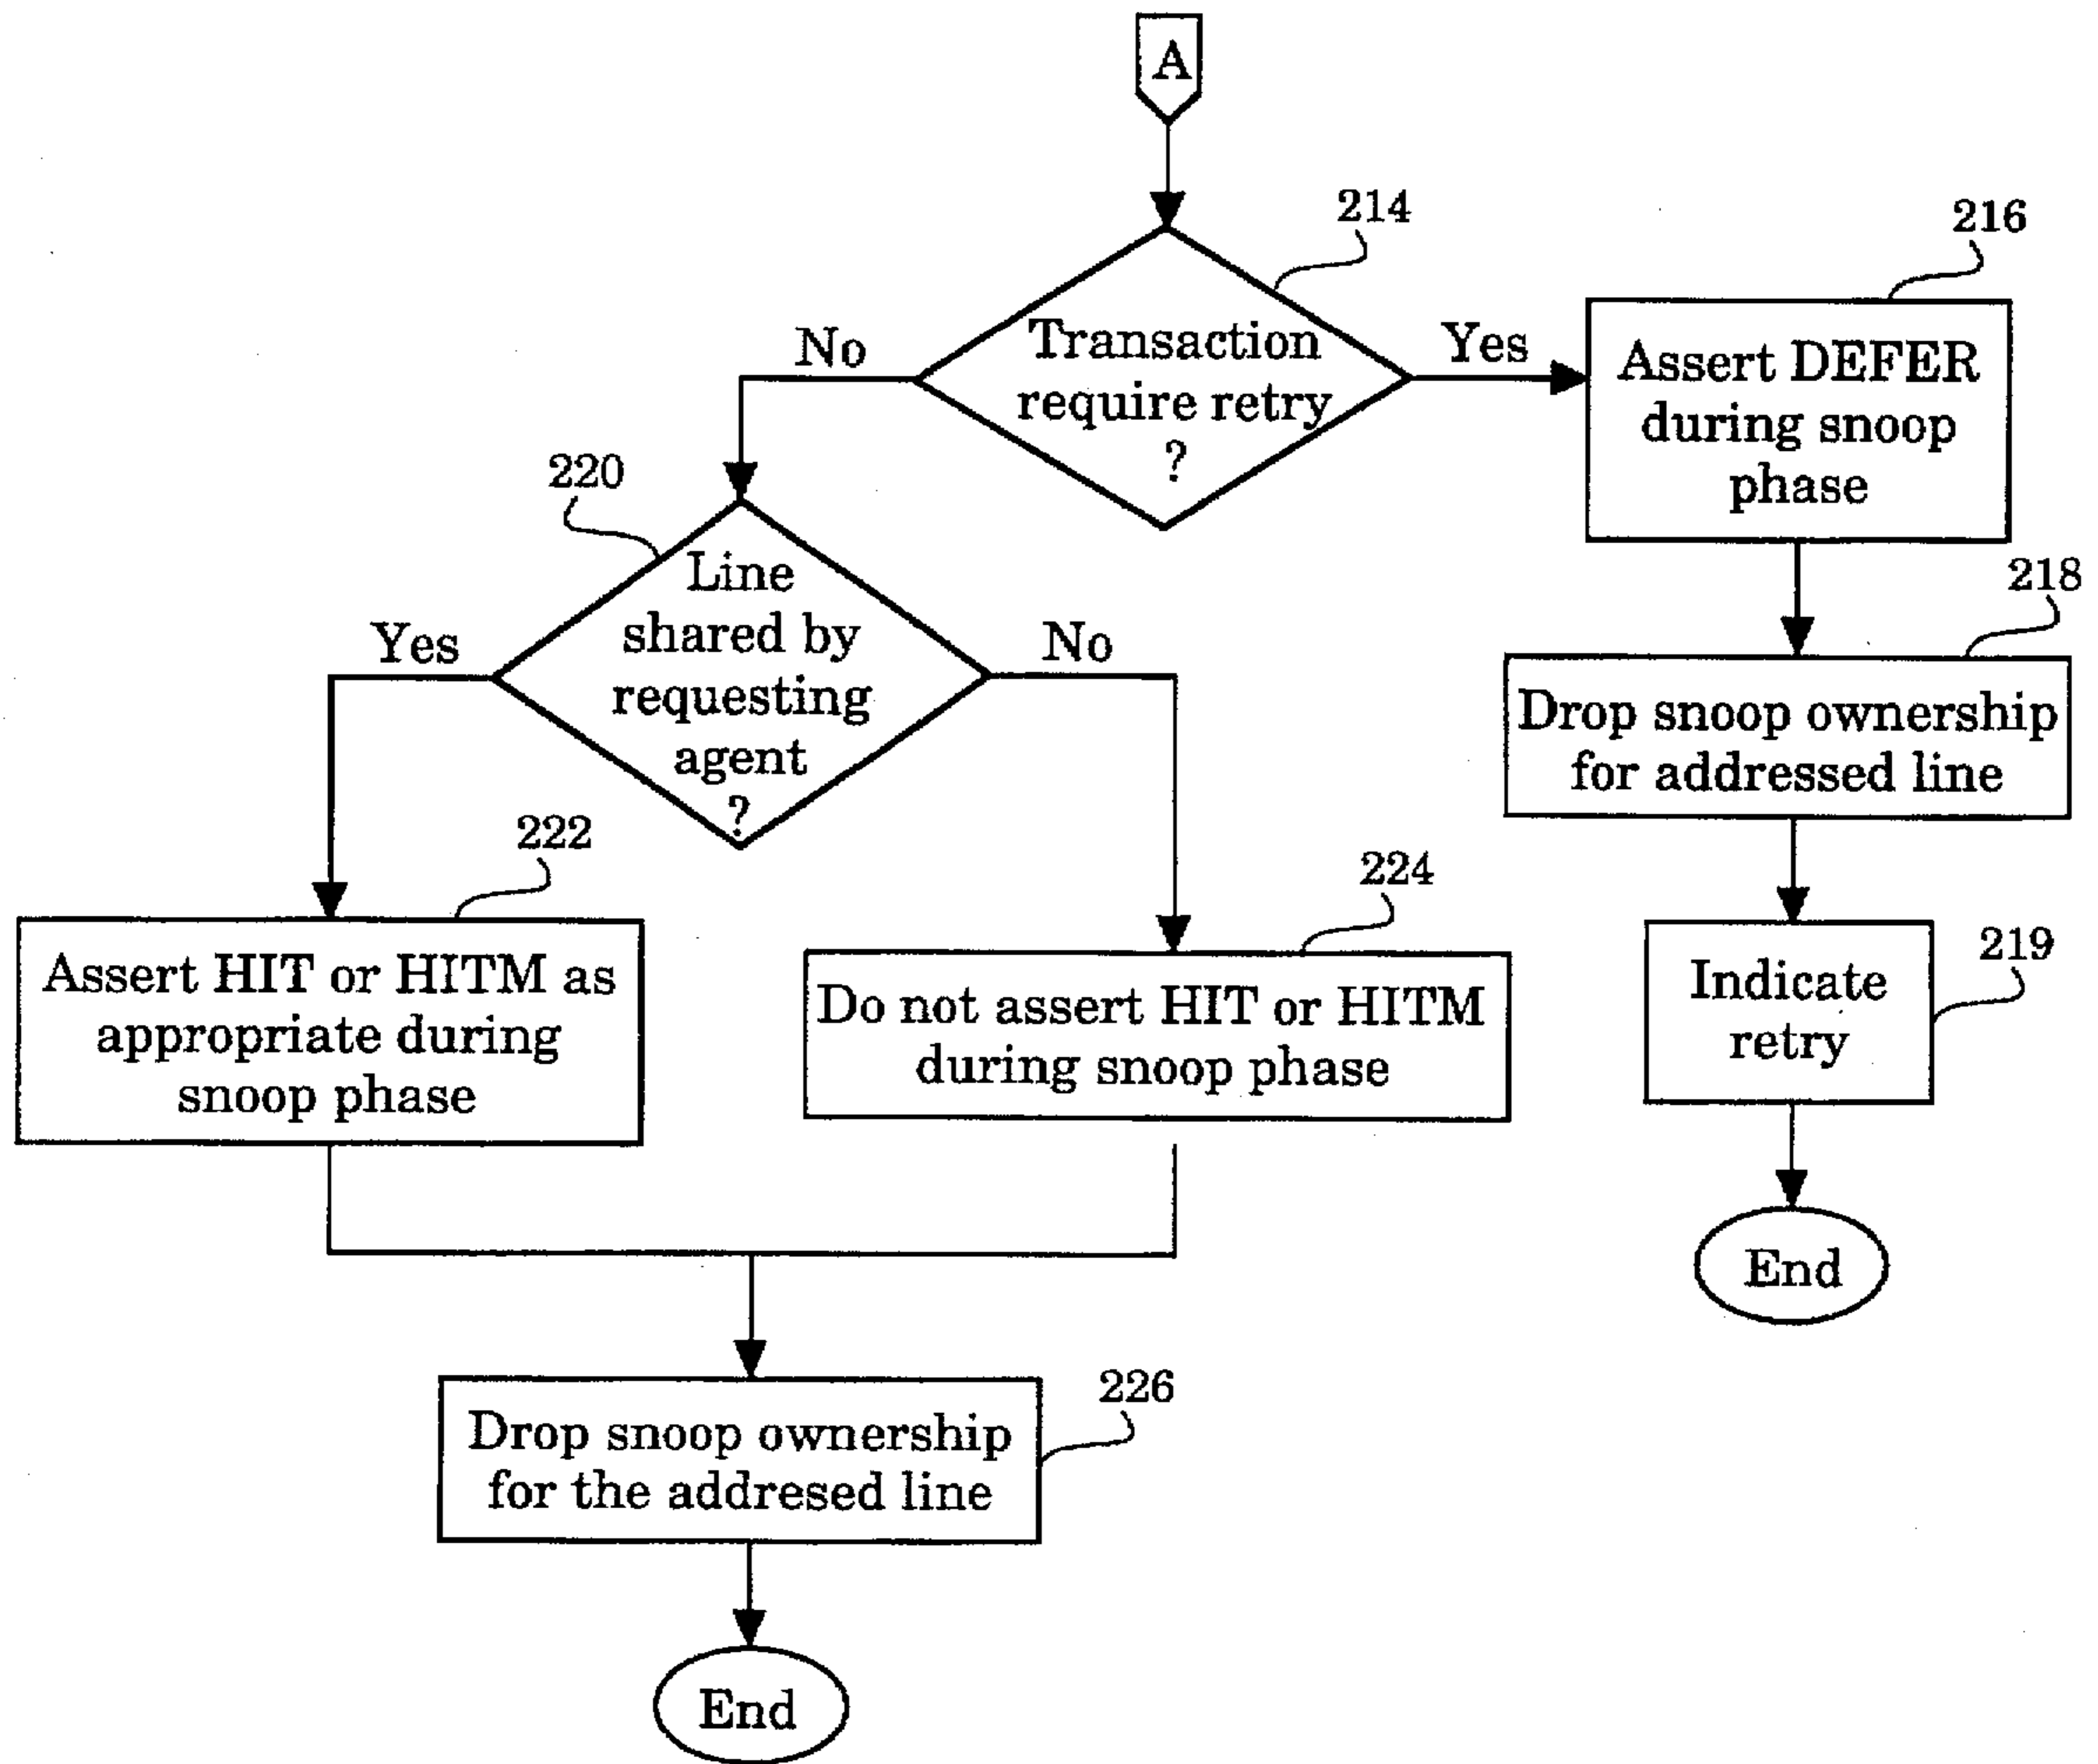 A
214
Transaction
require retry
?
No
Yes
216
Assert DEFER
during snoop
phase
218
Drop snoop ownership
for addressed line
219
Indicate
retry
End
220
Line
shared by
requesting
agent
?
Yes
No
222
Assert HIT or HITM as
appropriate during
snoop phase
224
Do not assert HIT or HITM
during snoop phase
226
Drop snoop ownership
for the addresed line
End